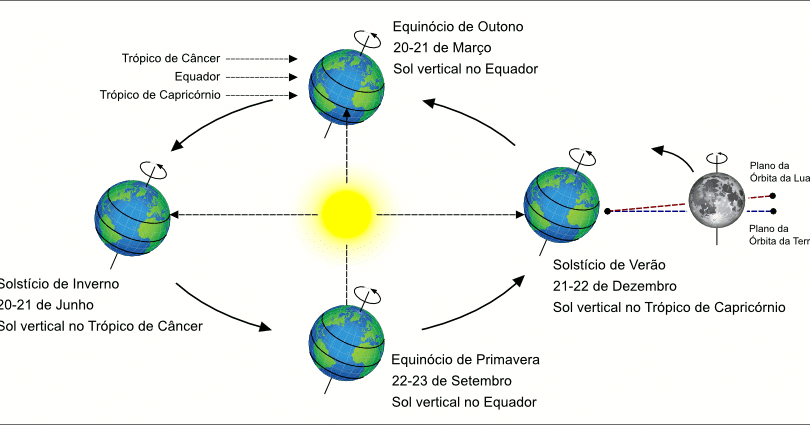 Equinócio de Outono
20-21 de Março
Sol vertical no Equador
Trópico de Câncer
Equador
Trópico de Capricórnio
Plano da
Órbita da Lua
Plano da
Órbita da Terr
Solstício de Inverno
20-21 de Junho
Sol vertical no Trópico de Câncer
Solstício de Verão
21-22 de Dezembro
Sol vertical no Trópico de Capricórnio
Equinócio de Primavera
22-23 de Setembro
Sol vertical no Equador